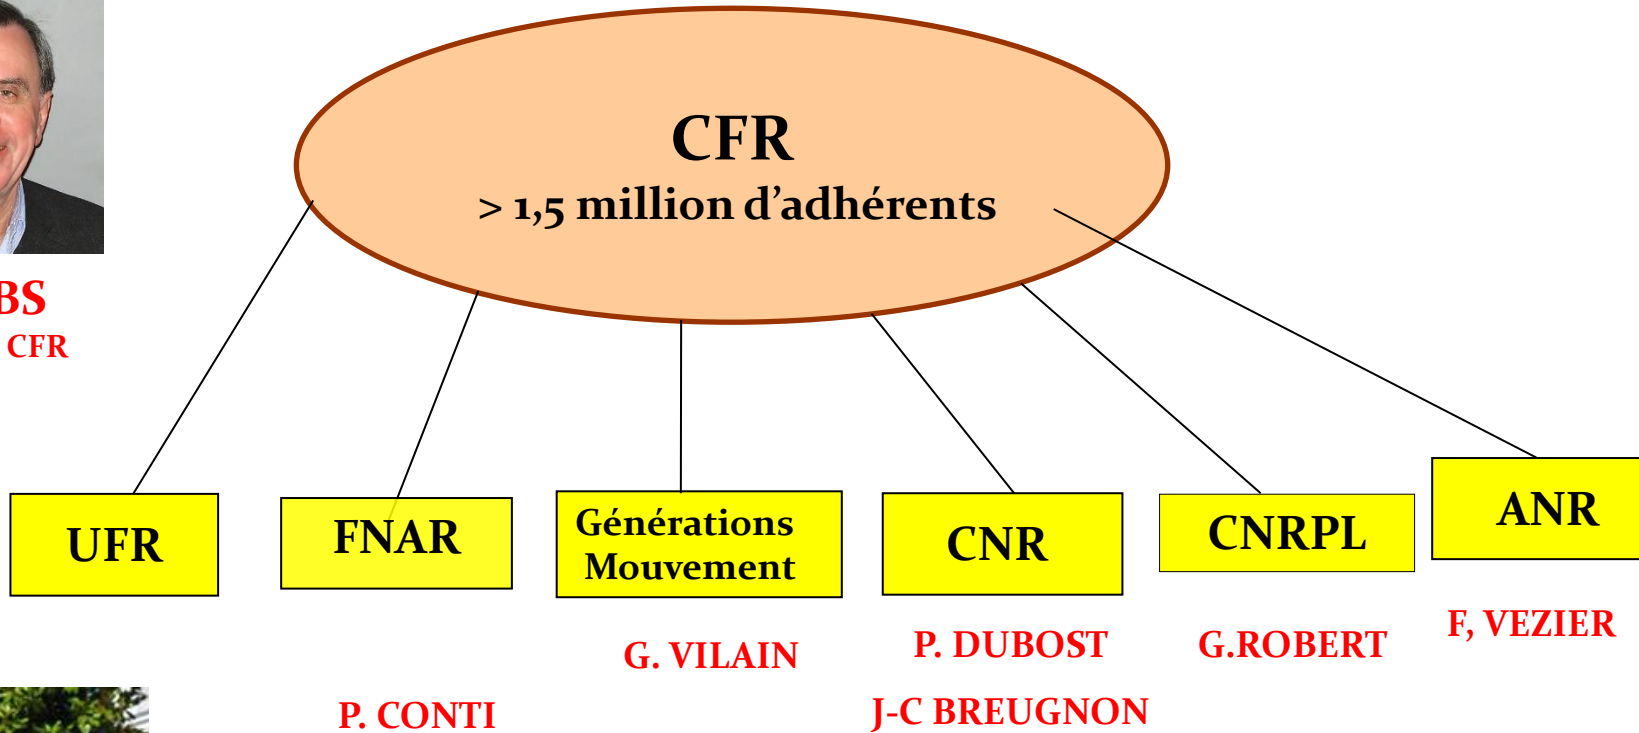 CFR
> 1,5 million d’adhérents
BS
CFR
UFR
FNAR
Générations
Mouvement
CNR
CNRPL
ANR
G. VILAIN
P. DUBOST
G.ROBERT
F, VEZIER
P. CONTI
J-C BREUGNON